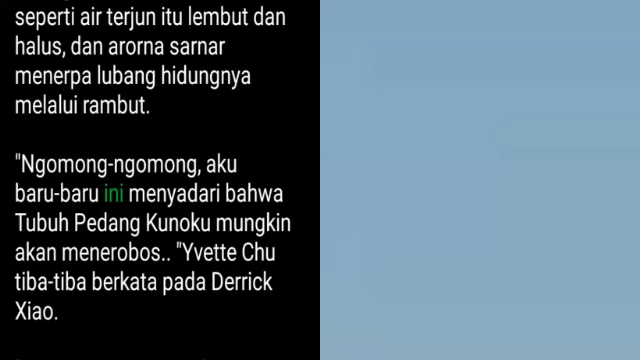 seperti air terjun itu lembut dan
halus, dan arorna sarnar
menerpa lubang hidungnya
melalui rambut.
"Ngomong-ngomong, aku
baru-baru ini menyadari bahwa
Tubuh Pedang Kunoku mungkin
akan menerobos.. "Yvette Chu
tiba-tiba berkata pada Derrick
Xiao.